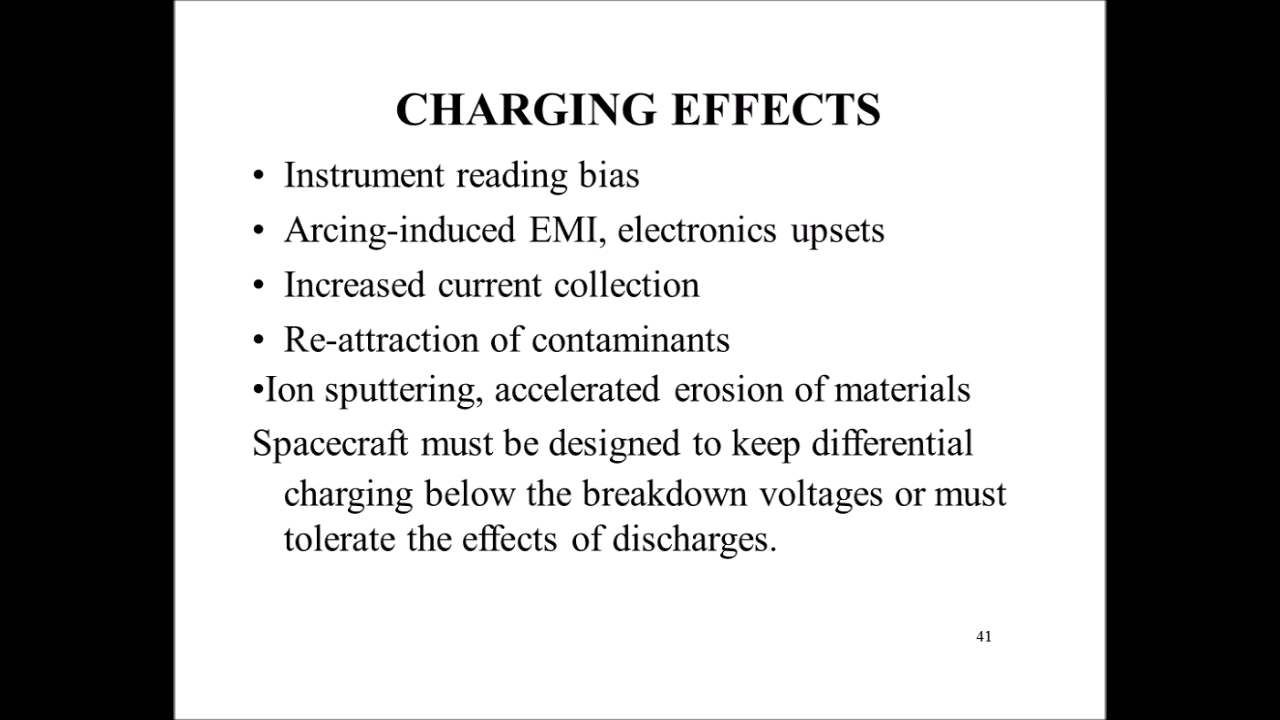 CHARGING EFFECTS
• Instrument reading bias
• Arcing-induced EMI, electronics upsets
• Increased current collection
• Re-attraction of contaminants
•Ion sputtering, accelerated erosion of materials
Spacecraft must be designed to keep differential
charging below the breakdown voltages or must
tolerate the effects of discharges.
41